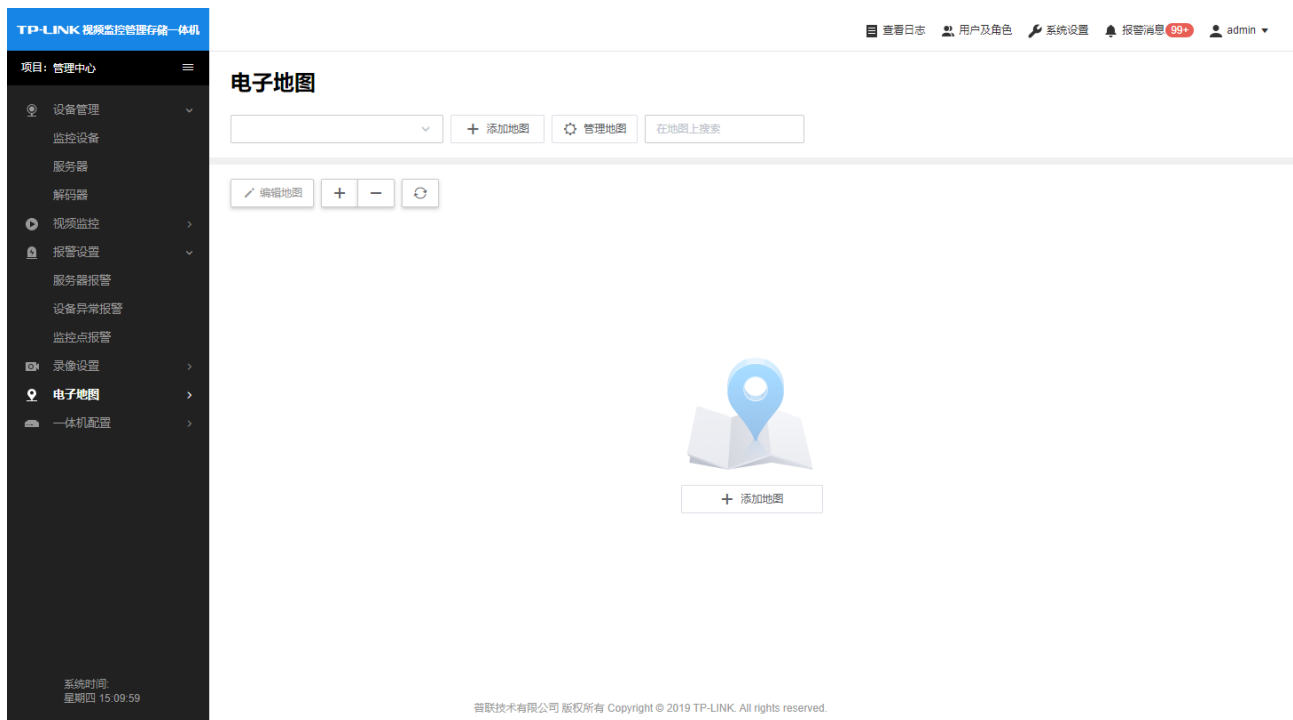 TP-LINK 视频监控管理存储一体机
查看日志 用户及角色 系统设置 报警消息 99+ admin
项目: 管理中心
电子地图
设备管理
添加地图 管理地图 在地图上搜索
监控设备
服务器
解码器
编辑地图
视频监控
报警设置
服务器报警
设备异常报警
监控点报警
录像设置
电子地图
一体机配置
添加地图
系统时间:
星期四 15:09:59
普联技术有限公司 版权所有 Copyright © 2019 TP-LINK. All rights reserved.